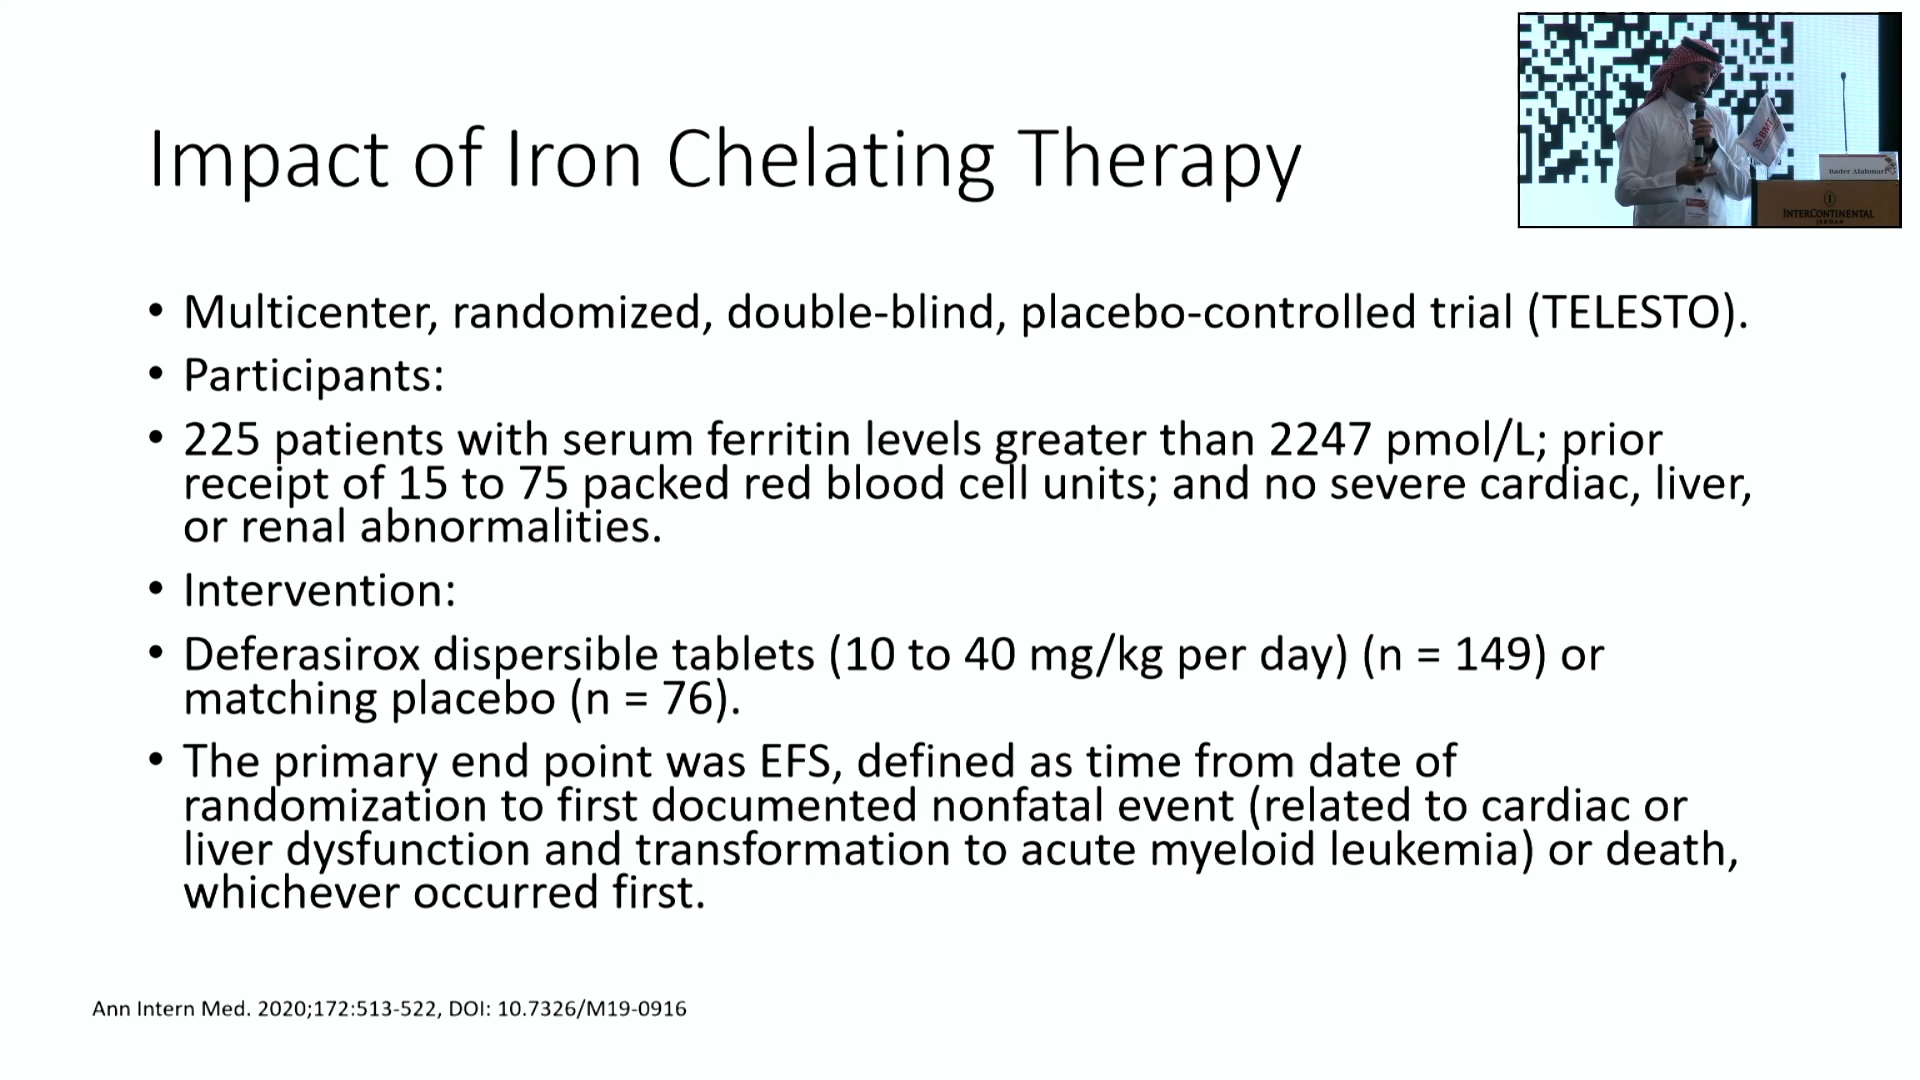 Impact of Iron Chelating Therapy
• Multicenter, randomized, double-blind, placebo-controlled trial (TELESTO).
• Participants:
• 225 patients with serum ferritin levels greater than 2247 pmol/L; prior
receipt of 15 to 75 packed red blood cell units; and no severe cardiac, liver,
or renal abnormalities.
• Intervention:
• Deferasirox dispersible tablets (10 to 40 mg/kg per day) (n = 149) or
matching placebo (n = 76).
• The primary end point was EFS, defined as time from date of
randomization to first documented nonfatal event (related to cardiac or
liver dysfunction and transformation to acute myeloid leukemia) or death,
whichever occurred first.
Ann Intern Med. 2020;172:513-522, DOI: 10.7326/M19-0916
SSBMT
Bader Alahmari
INTERCONTINENTAL
JEDDAH